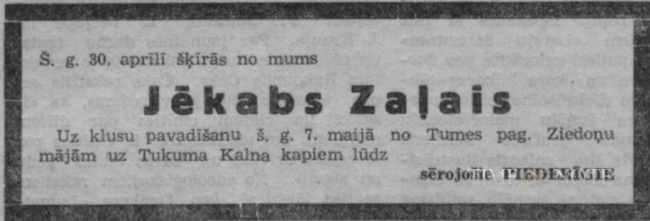 Š. g. 30. aprīlī šķīrās no mums
Jēkabs Zaļais
Uz klusu pavadīšanu š. g. 7. maijā no Tumes pag. Ziedoņu
mājām uz Tukuma Kalna kapiem lūdz
sērojošie PIEDERĪGIE